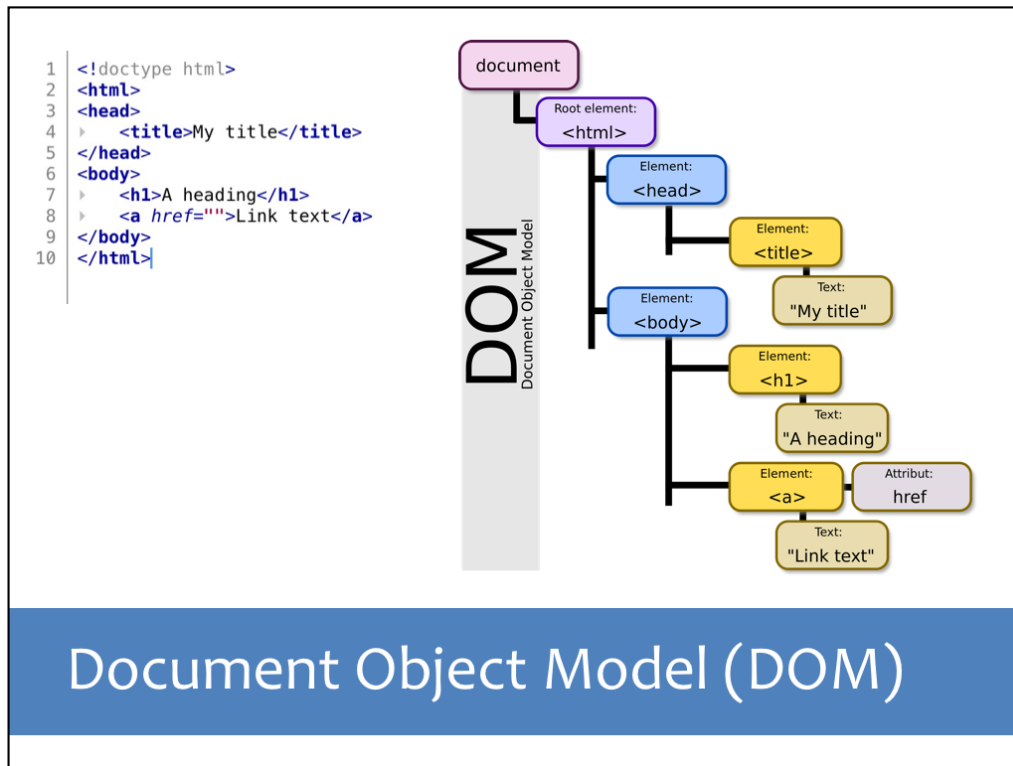 1 <!doctype html>
2 <html>
3 <head>
4 <title>My title</title>
5 </head>
6 <body>
7 <h1>A heading</h1>
8 <a href="">Link text</a>
9 </body>
10 </html>
document
Root element:
<html>
Element:
<head>
Element:
<title>
Text:
"My title"
Element:
<body>
Element:
<h1>
Text:
"A heading"
Element:
<a>
Attribut:
href
Text:
"Link text"
DOM
Document Object Model
Document Object Model (DOM)